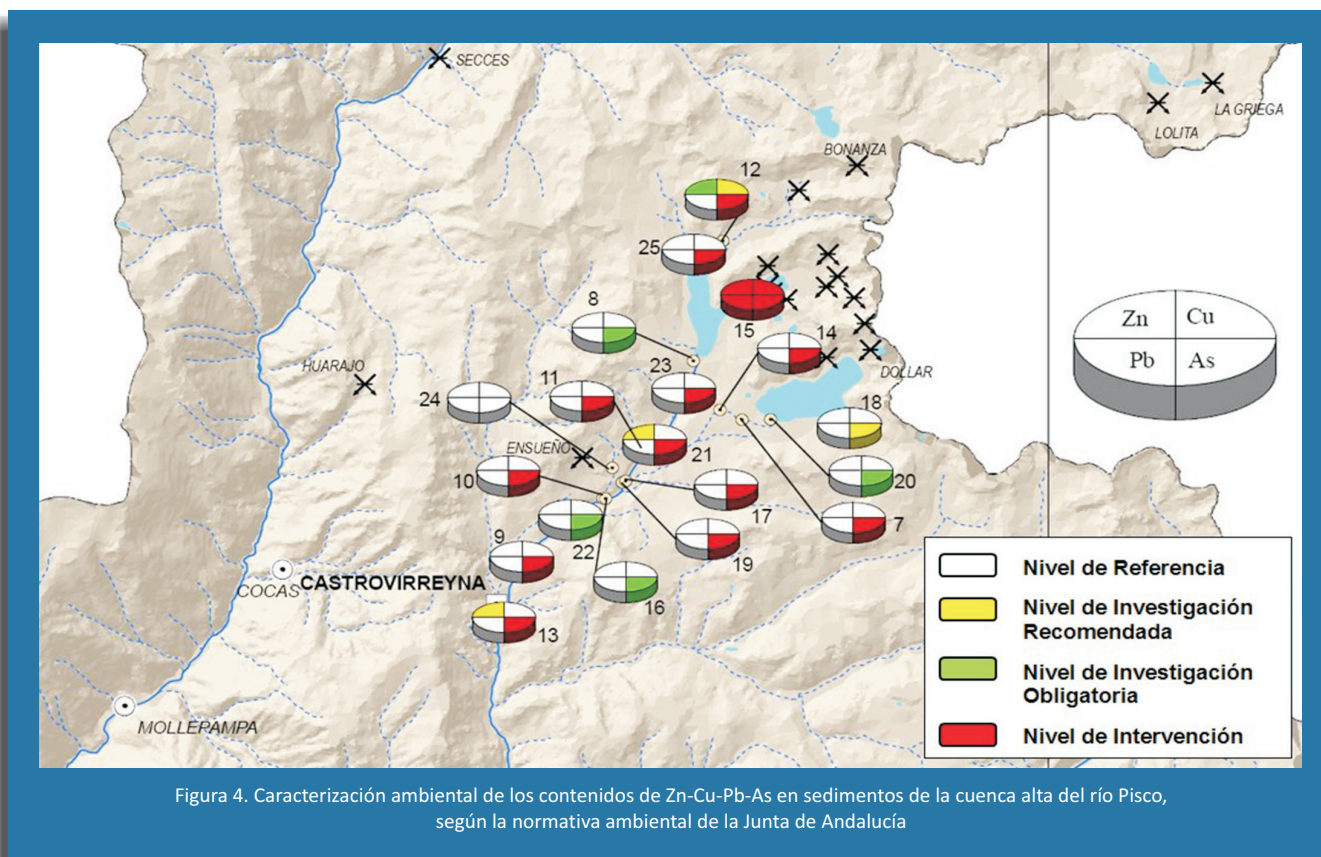 SECCES
LA GRIEGA
LOLITA
BONANZA
12
25
8
15
14
Zn
Cu
Pb
As
HUARAJO
DOLLAR
11
23
24
18
ENSUEÑO
21
10
20
17
7
9
22
19
COCAS
CASTROVIRREYNA
16
13
MOLLEPAMPA
Nivel de Referencia
Nivel de Investigación
Recomendada
Nivel de Investigación
Obligatoria
Nivel de Intervención
Figura 4. Caracterización ambiental de los contenidos de Zn-Cu-Pb-As en sedimentos de la cuenca alta del río Pisco,
según la normativa ambiental de la Junta de Andalucía